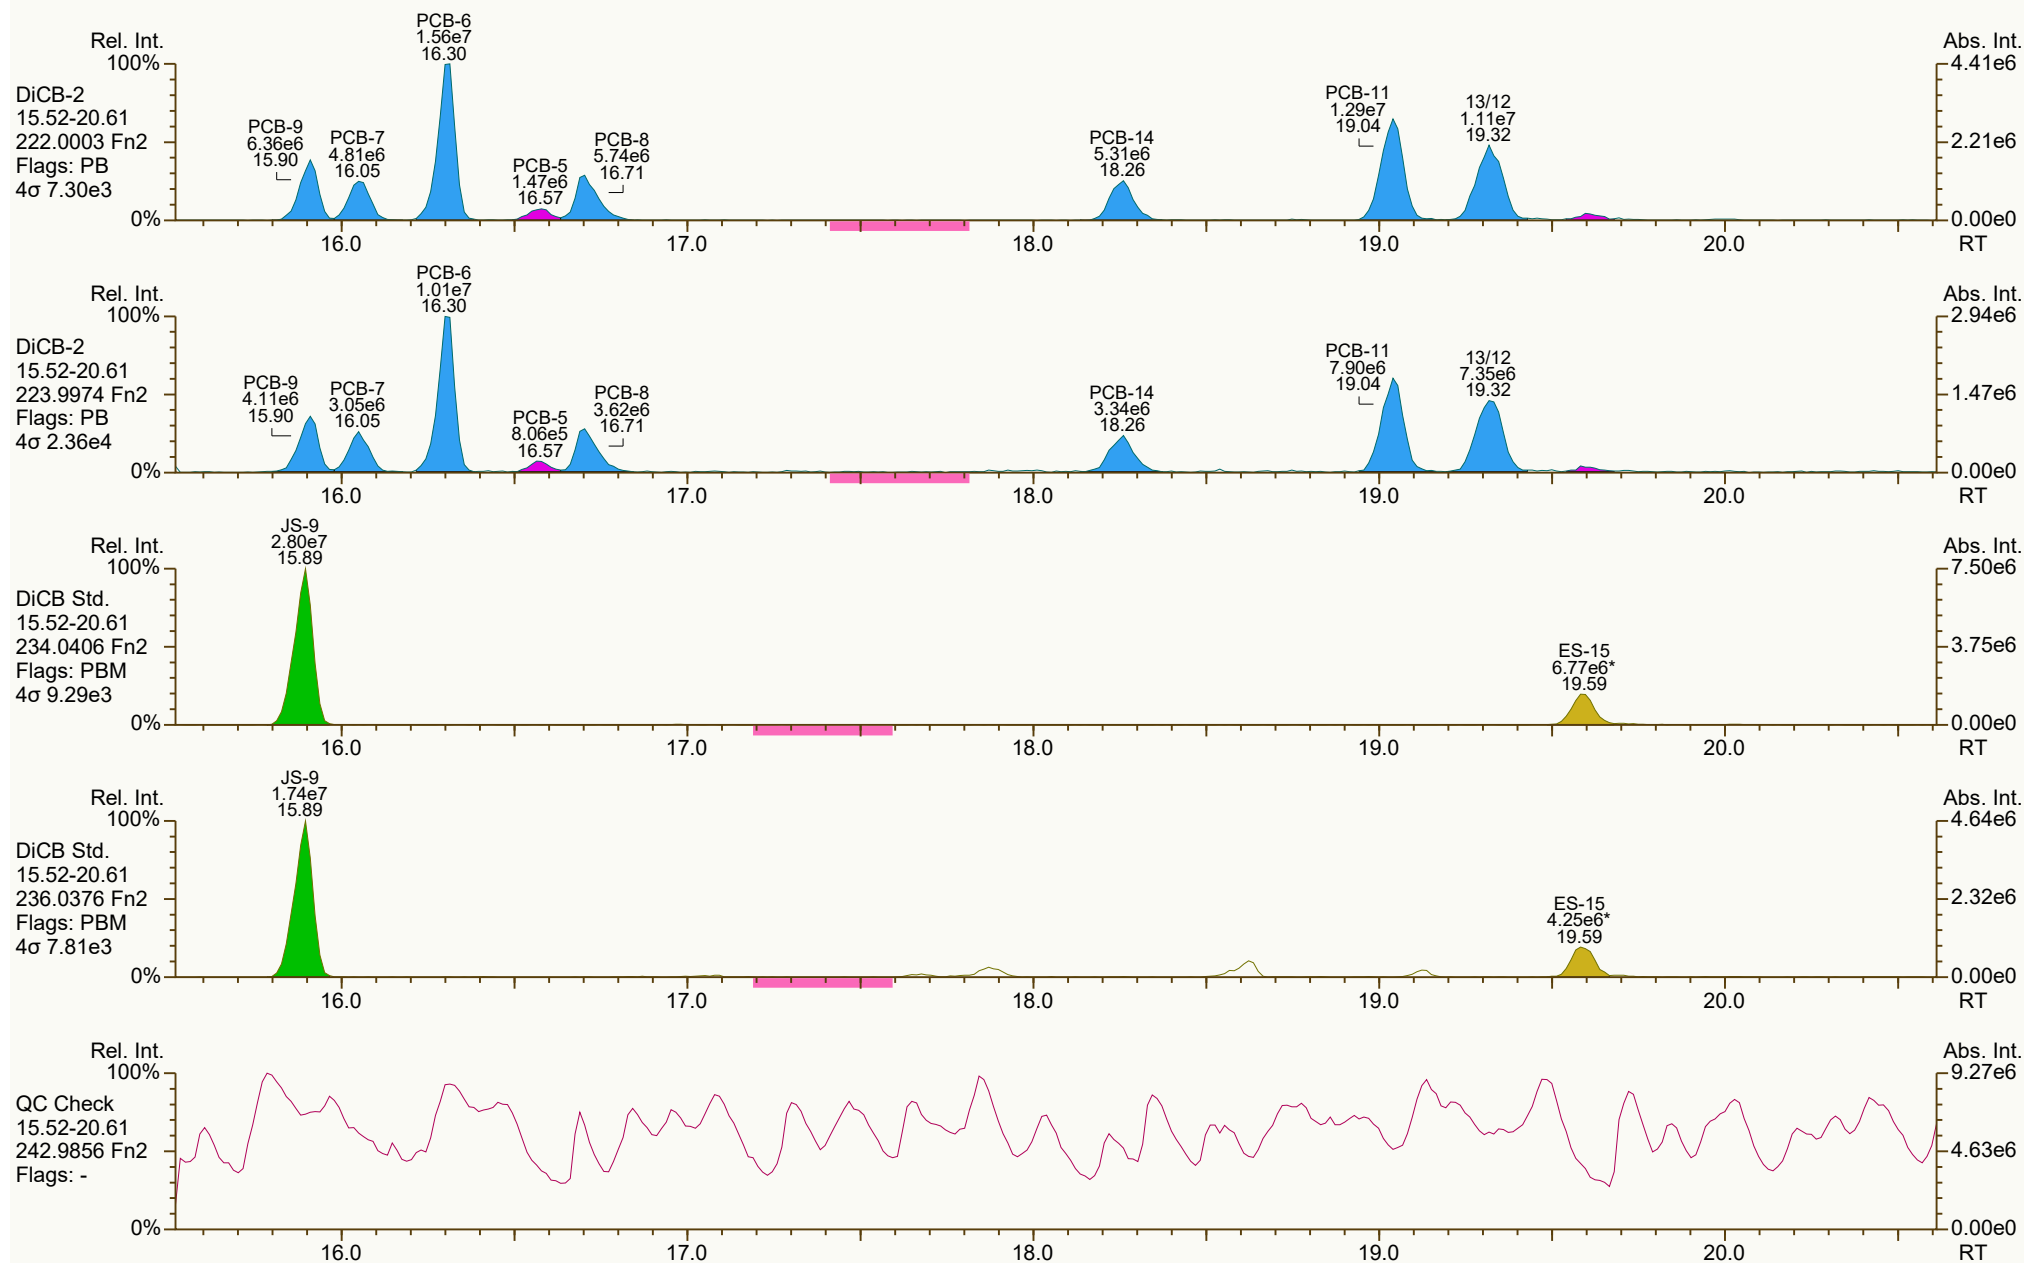 PCB-6
1.56e7
16.30
Rel. Int.
Abs. Int.
100%
4.41e6
DiCB-2
15.52-20.61
222.0003 Fn2
Flags: PB
4σ 7.30e3
PCB-9
6.36e6
15.90
PCB-7
4.81e6
16.05
PCB-5
1.47e6
16.57
PCB-8
5.74e6
16.71
PCB-14
5.31e6
18.26
PCB-11
1.29e7
19.04
13/12
1.11e7
19.32
2.21e6
0%
0.00e0
16.0 17.0 18.0 19.0 20.0 RT
PCB-6
1.01e7
16.30
Rel. Int.
Abs. Int.
100%
2.94e6
DiCB-2
15.52-20.61
223.9974 Fn2
Flags: PB
4σ 2.36e4
PCB-9
4.11e6
15.90
PCB-7
3.05e6
16.05
PCB-5
8.06e5
16.57
PCB-8
3.62e6
16.71
PCB-14
3.34e6
18.26
PCB-11
7.90e6
19.04
13/12
7.35e6
19.32
1.47e6
0%
0.00e0
16.0 17.0 18.0 19.0 20.0 RT
JS-9
2.80e7
15.89
Rel. Int.
Abs. Int.
100%
7.50e6
DiCB Std.
15.52-20.61
234.0406 Fn2
Flags: PBM
4σ 9.29e3
ES-15
6.77e6*
19.59
3.75e6
0%
0.00e0
16.0 17.0 18.0 19.0 20.0 RT
JS-9
1.74e7
15.89
Rel. Int.
Abs. Int.
100%
4.64e6
DiCB Std.
15.52-20.61
236.0376 Fn2
Flags: PBM
4σ 7.81e3
ES-15
4.25e6*
19.59
2.32e6
0%
0.00e0
16.0 17.0 18.0 19.0 20.0 RT
Rel. Int.
Abs. Int.
100%
9.27e6
QC Check
15.52-20.61
242.9856 Fn2
Flags: -
4.63e6
0%
0.00e0
16.0 17.0 18.0 19.0 20.0 RT